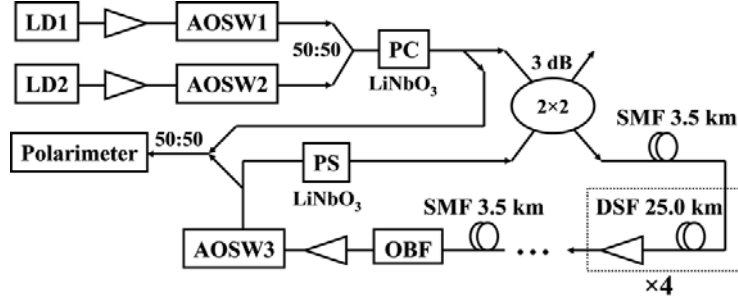 LD1
AOSW1
50:50
PC
LiNbO3
3 dB
2×2
LD2
AOSW2
SMF 3.5 km
Polarimeter
50:50
PS
LiNbO3
DSF 25.0 km
SMF 3.5 km
AOSW3
OBF
...
×4